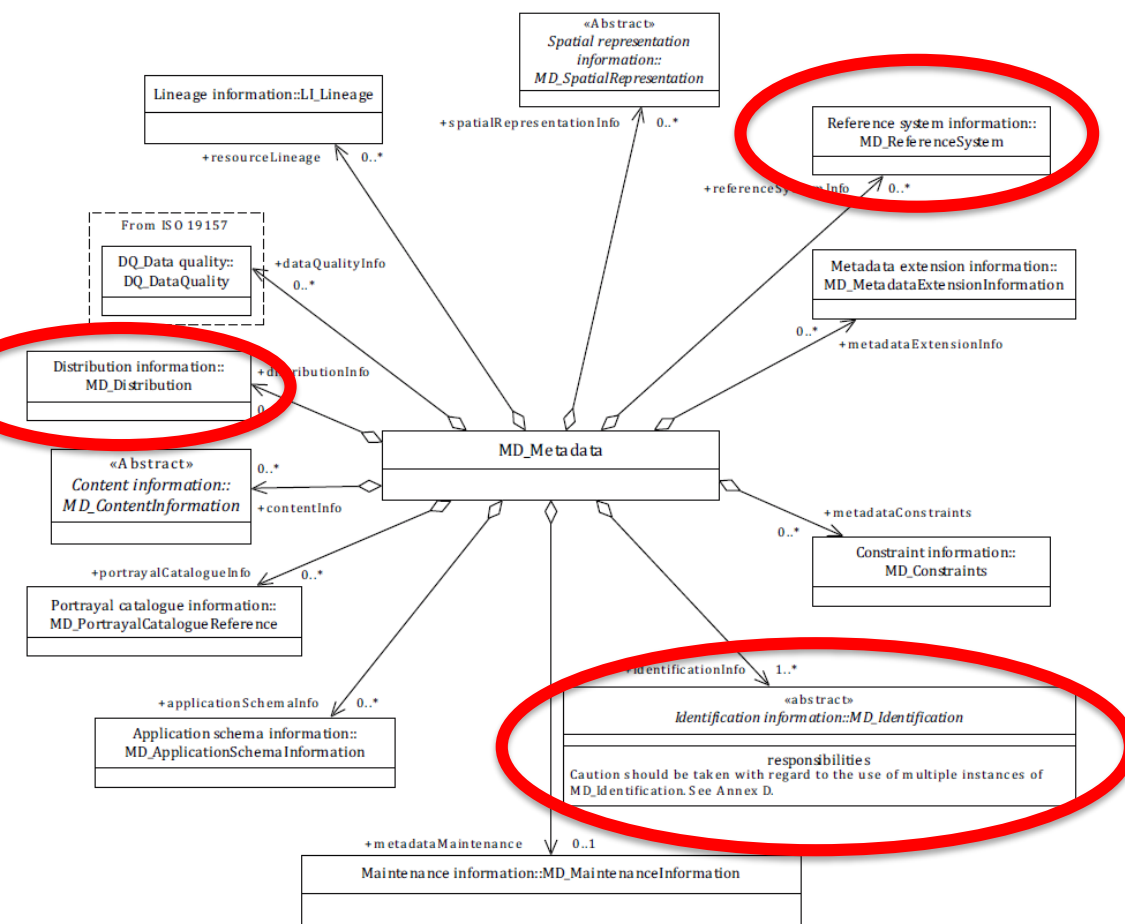 «Abstract»
Spatial representation
information::
MD_SpatialRepresentation
Lineage information::LI_Lineage
+spatialRepresentationInfo
0..*
Reference system information::
MD_ReferenceSystem
+resourceLineage
0..*
0..*
From ISO 19157
DQ_Data quality::
DQ_DataQuality
+dataQualityInfo
0..*
Metadata extension information::
MD_MetadataExtensionInformation
0..*
+metadataExtensionInfo
Distribution information::
MD_Distribution
MD_Metadata
«Abstract»
Content information::
MD_ContentInformation
0..*
+contentInfo
+metadataConstraints
0..*
Constraint information::
MD_Constraints
+portrayalCatalogueInfo
0..*
Portrayal catalogue information::
MD_PortrayalCatalogueReference
+applicationSchemaInfo
0..*
Application schema information::
MD_ApplicationSchemaInformation
+identificationInfo
1..*
«abstract»
Identification information::MD_Identification
responsibilities
Caution should be taken with regard to the use of multiple instances of
MD_Identification. See Annex D.
+metadataMaintenance
0..1
Maintenance information::MD_MaintenanceInformation